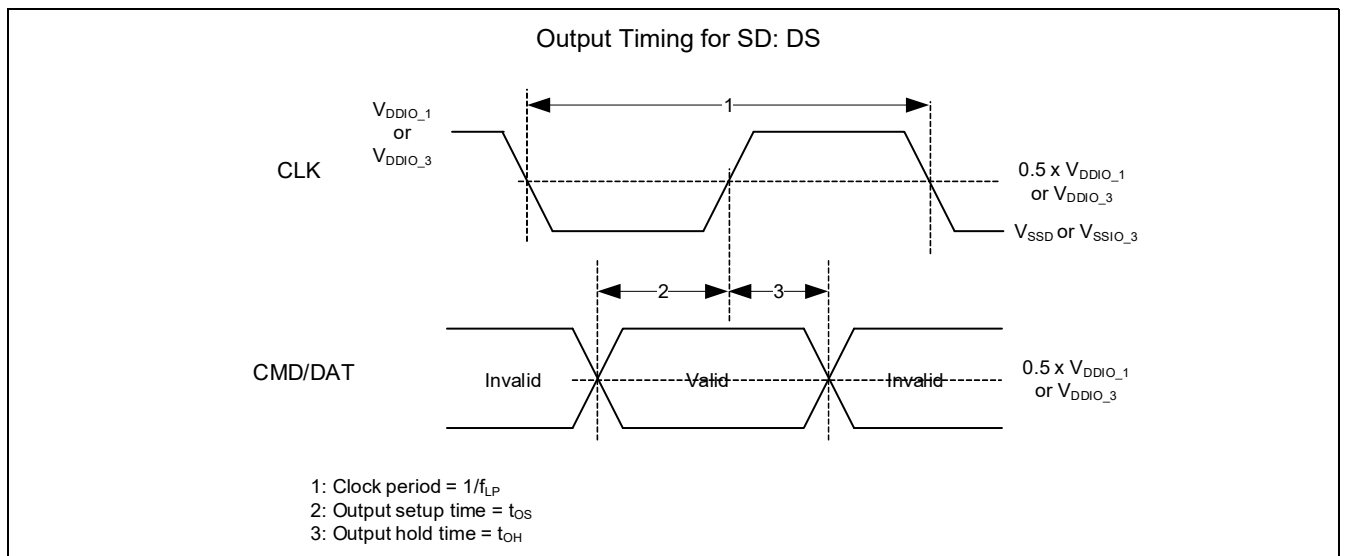 Output Timing for SD: DS
1
VDDIO_1
or
VDDIO_3
CLK
0.5 x VDDIO_1
or VDDIO_3
VSSD or VSSIO_3
2
3
CMD/DAT
Invalid
Valid
Invalid
0.5 x VDDIO_1
or VDDIO_3
1: Clock period = 1/fLP
2: Output setup time = tOS
3: Output hold time = tOH